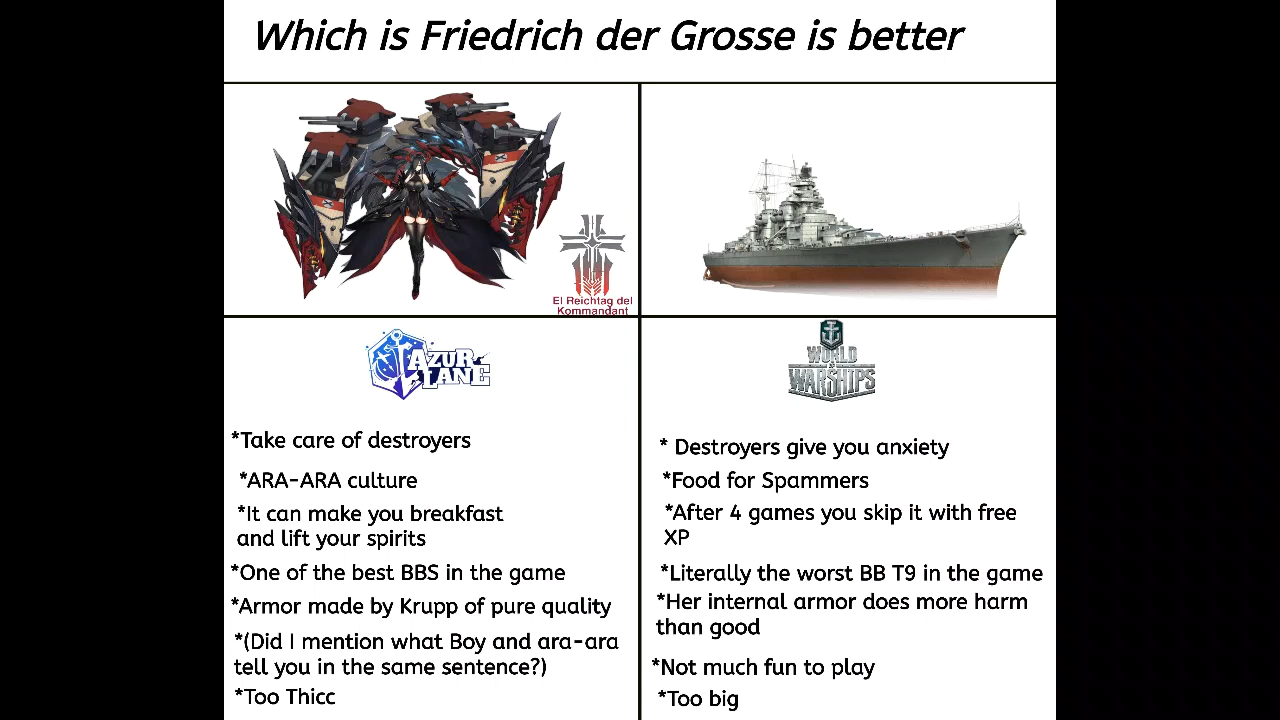 Which is Friedrich der Grosse is better
El Reichtag del
Kommandant
AZUR
LANE
WORLD
OF
WARSHIPS
*Take care of destroyers
*ARA-ARA culture
*It can make you breakfast
and lift your spirits
*One of the best BBS in the game
*Armor made by Krupp of pure quality
*(Did I mention what Boy and ara-ara
tell you in the same sentence?)
*Too Thicc
* Destroyers give you anxiety
*Food for Spammers
*After 4 games you skip it with free
XP
*Literally the worst BB T9 in the game
*Her internal armor does more harm
than good
*Not much fun to play
*Too big